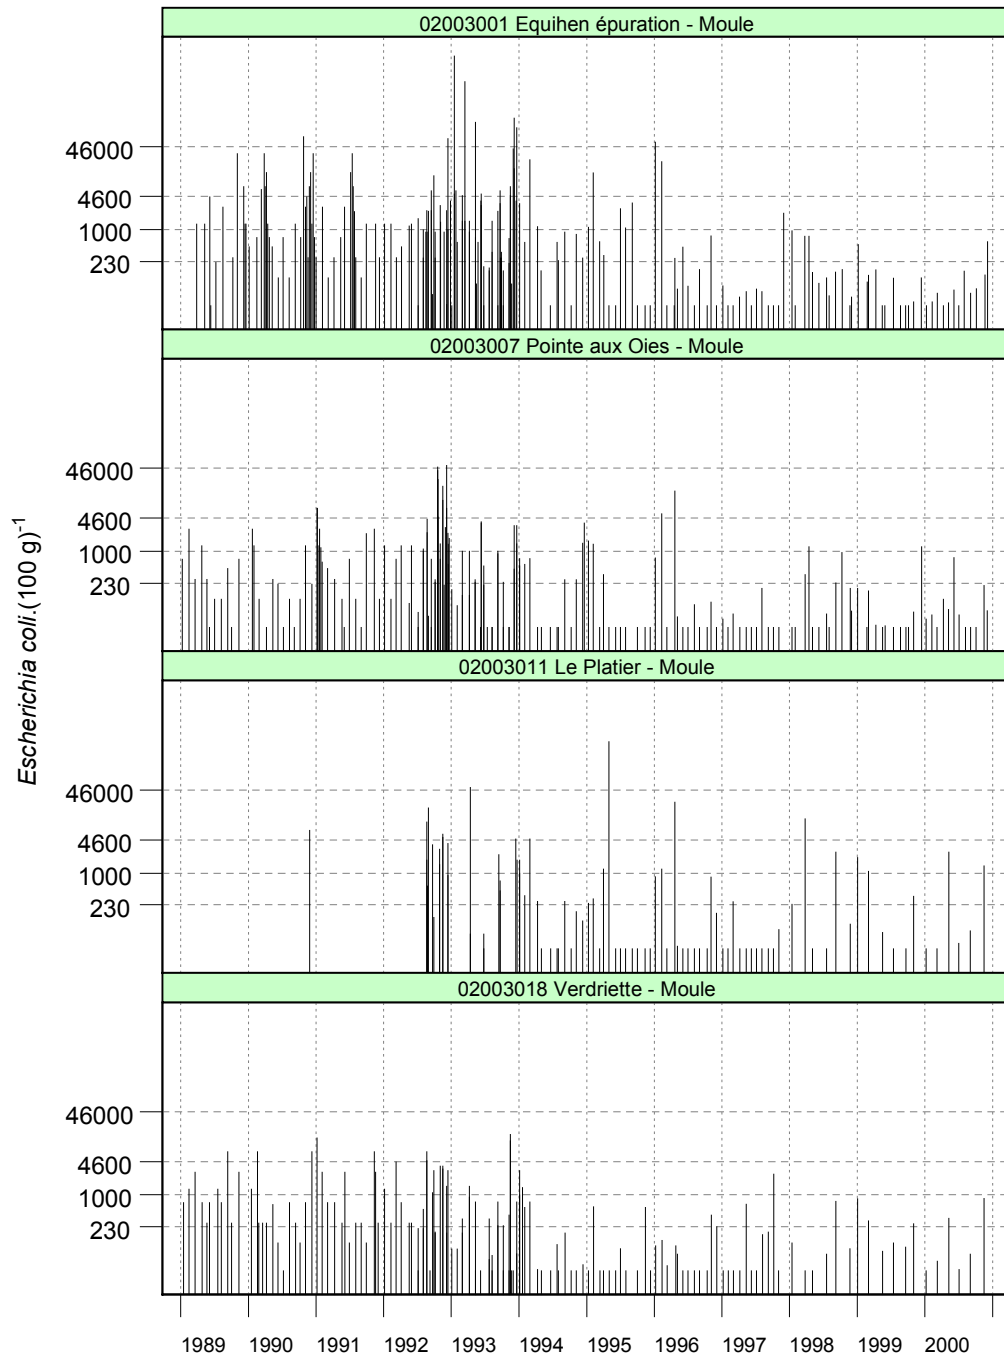 02003001 Equihen épuration - Moule
46000
4600
1000
230
02003007 Pointe aux Oies - Moule
46000
4600
1000
230
02003011 Le Platier - Moule
46000
4600
1000
230
02003018 Verdriette - Moule
46000
4600
1000
230
Escherichia coli.(100 g)-1
1989 1990 1991 1992 1993 1994 1995 1996 1997 1998 1999 2000